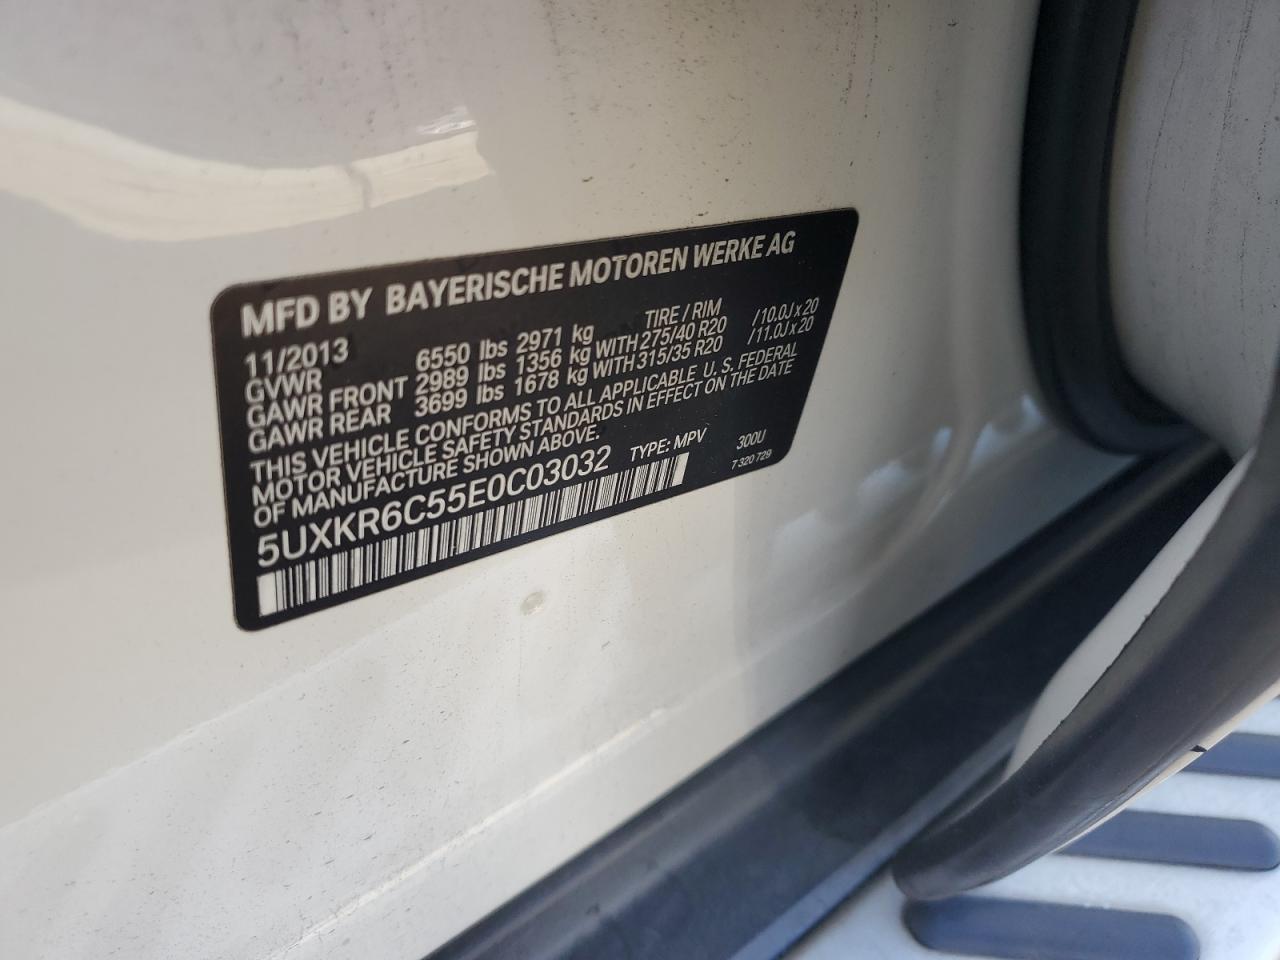 MFD BY BAYERISCHE MOTOREN WERKE AG
11/2013 TIRE / RIM
GVWR 6550 lbs 2971 kg
GAWR FRONT 2989 lbs 1356 kg WITH 275/40 R20 /10.0J x 20
GAWR REAR 3699 lbs 1678 kg WITH 315/35 R20 /11.0J x 20
THIS VEHICLE CONFORMS TO ALL APPLICABLE U. S. FEDERAL
MOTOR VEHICLE SAFETY STANDARDS IN EFFECT ON THE DATE
OF MANUFACTURE SHOWN ABOVE.
5UXKR6C55E0C03032 TYPE: MPV 300U
T 320 729